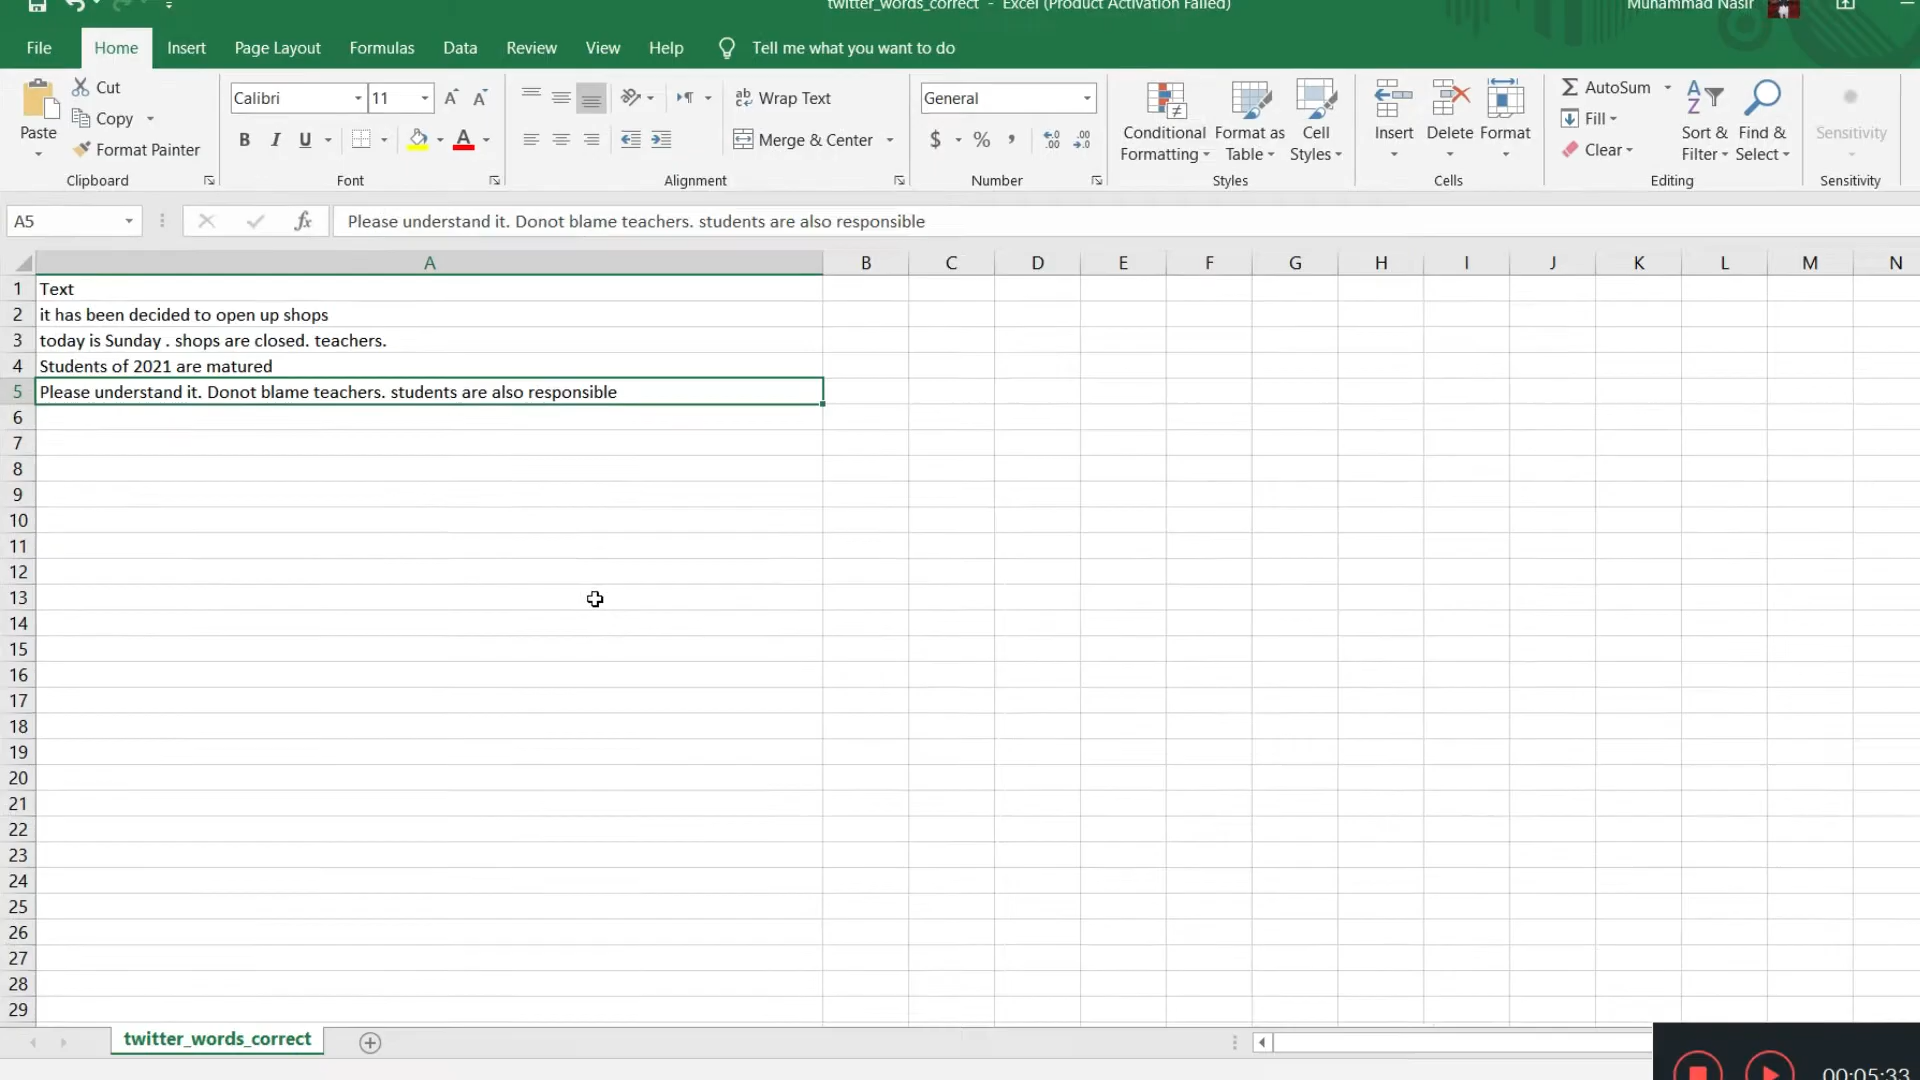 twitter_words_correct - Excel (Product Activation Failed)
Muhammad Nasir
File Home Insert Page Layout Formulas Data Review View Help Tell me what you want to do
Paste
Cut
Copy
Format Painter
Clipboard
Calibri 11
B I U
Font
Wrap Text
Merge & Center
Alignment
General
$ % ,
Number
Conditional Formatting
Format as Table
Cell Styles
Styles
Insert Delete Format
Cells
AutoSum
Fill
Clear
Sort & Filter
Find & Select
Editing
Sensitivity
Sensitivity
A5 fx Please understand it. Donot blame teachers. students are also responsible
A B C D E F G H I J K L M N
1 Text
2 it has been decided to open up shops
3 today is Sunday . shops are closed. teachers.
4 Students of 2021 are matured
5 Please understand it. Donot blame teachers. students are also responsible
6
7
8
9
10
11
12
13
14
15
16
17
18
19
20
21
22
23
24
25
26
27
28
29
twitter_words_correct
00:05:33